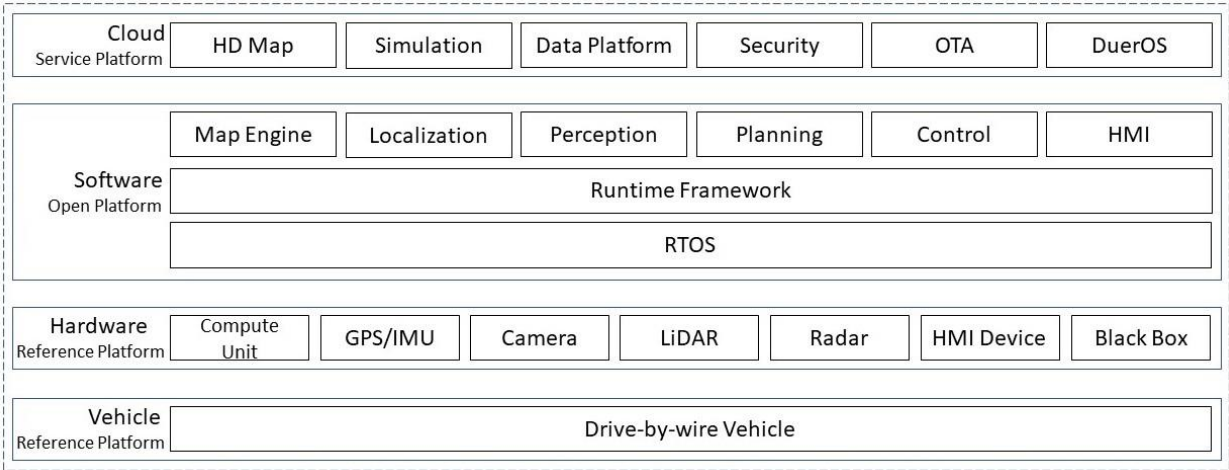 Cloud
Service Platform
HD Map
Simulation
Data Platform
Security
OTA
DuerOS
Software
Open Platform
Map Engine
Localization
Perception
Planning
Control
HMI
Runtime Framework
RTOS
Hardware
Reference Platform
Compute
Unit
GPS/IMU
Camera
LiDAR
Radar
HMI Device
Black Box
Vehicle
Reference Platform
Drive-by-wire Vehicle